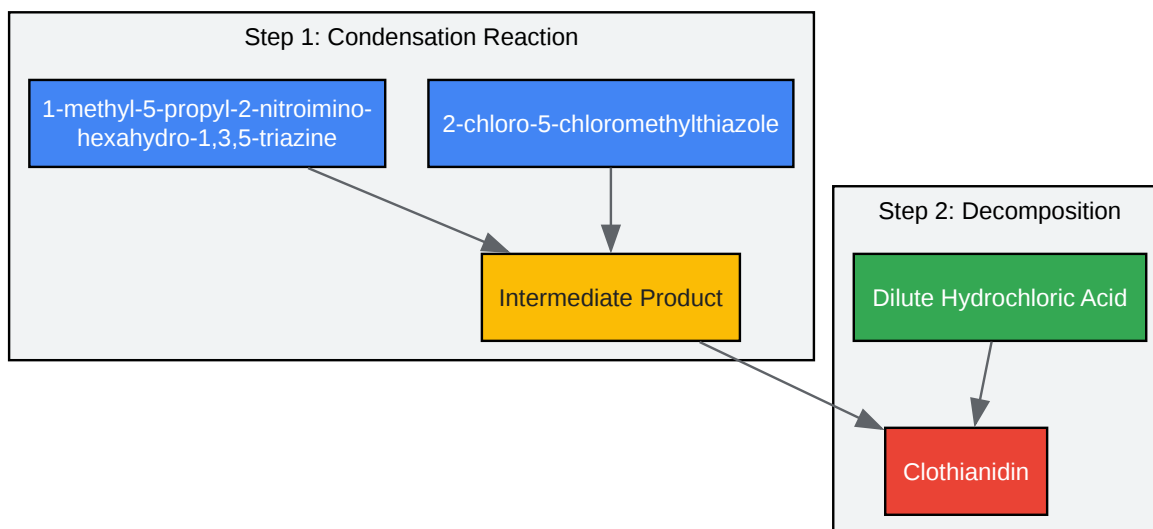 Step 1: Condensation Reaction
1-methyl-5-propyl-2-nitroimino-
hexahydro-1,3,5-triazine
2-chloro-5-chloromethylthiazole
Intermediate Product
Step 2: Decomposition
Dilute Hydrochloric Acid
Clothianidin